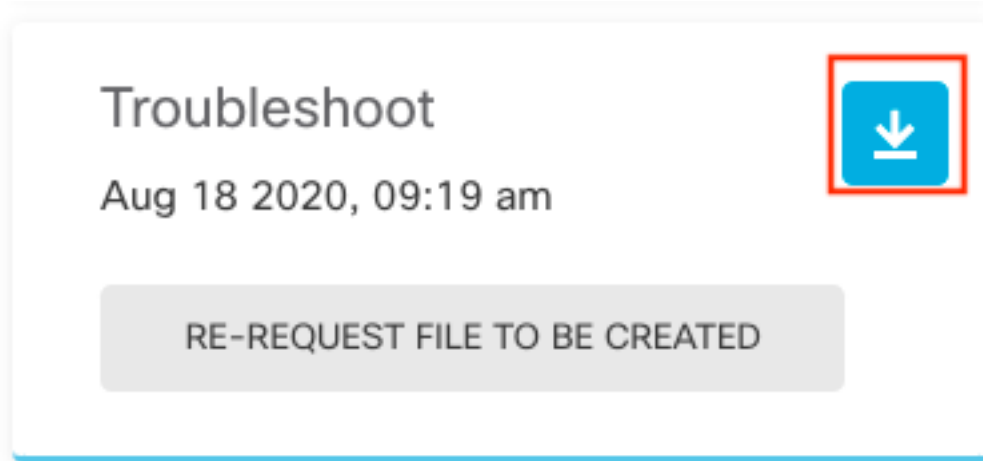 Troubleshoot
Aug 18 2020, 09:19 am
RE-REQUEST FILE TO BE CREATED